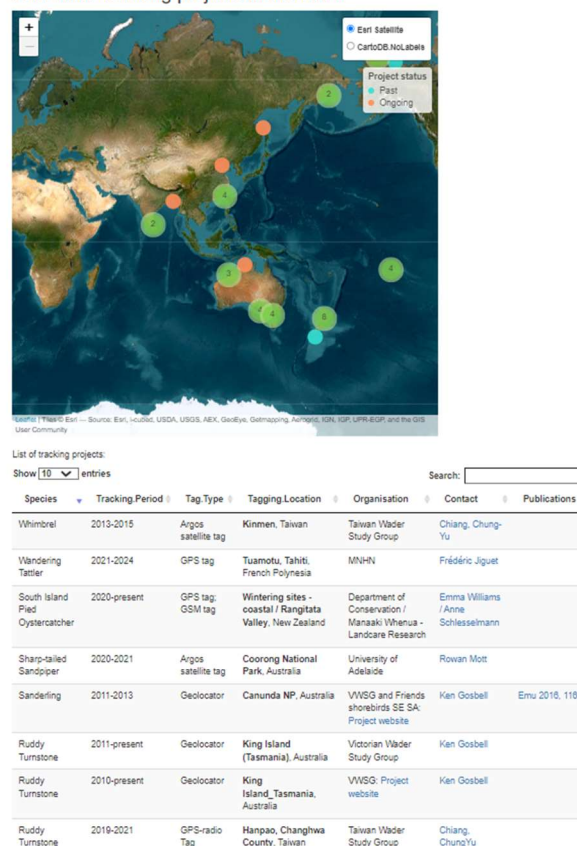 +
−
Esri Satellite
CartoDB.NoLabels
Project status
Past
Ongoing
2
4
2
4
3
4
8
Leaflet | Tiles © Esri — Source: Esri, i-cubed, USDA, USGS, AEX, GeoEye, Getmapping, Aerogrid, IGN, IGP, UPR-EGP, and the GIS
User Community
List of tracking projects:
Show 10 entries
Search:
Species Tracking.Period Tag.Type Tagging.Location Organisation Contact Publications
Whimbrel 2013-2015 Argos Kinmen, Taiwan Taiwan Wader Chiang, Chung-
satellite tag Study Group Yu
Wandering 2021-2024 GPS tag Tuamotu, Tahiti, MNHN Frédéric Jiguet
Tattler French Polynesia
South Island 2020-present GPS tag; Wintering sites - Department of Emma Williams
Pied GSM tag coastal / Rangitata Conservation / / Anne
Oystercatcher Valley, New Zealand Manaaki Whenua - Schlesselmann
Landcare Research
Sharp-tailed 2020-2021 Argos Coorong National University of Rowan Mott
Sandpiper satellite tag Park, Australia Adelaide
Sanderling 2011-2013 Geolocator Canunda NP, Australia VWSG and Friends Ken Gosbell Emu 2016, 116
shorebirds SE SA:
Project website
Ruddy 2011-present Geolocator King Island Victorian Wader Ken Gosbell
Turnstone (Tasmania), Australia Study Group
Ruddy 2010-present Geolocator King VWSG: Project Ken Gosbell
Turnstone Island_Tasmania, website
Australia
Ruddy 2019-2021 GPS-radio Hanpao, Changhwa Taiwan Wader Chiang,
Turnstone Tag County, Taiwan Study Group ChungYu